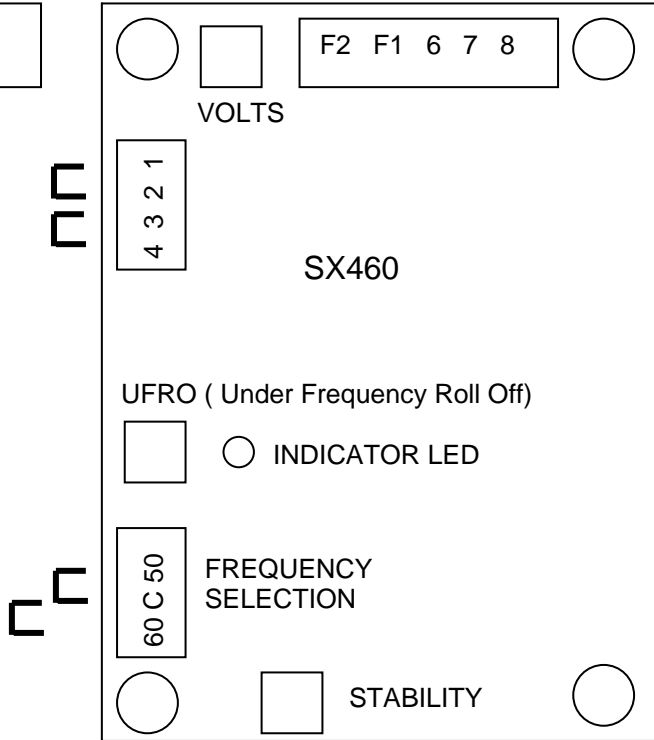 F2 F1 6 7 8
VOLTS
4 3 2 1
SX460
UFRO ( Under Frequency Roll Off)
INDICATOR LED
60 C 50
FREQUENCY
SELECTION
STABILITY